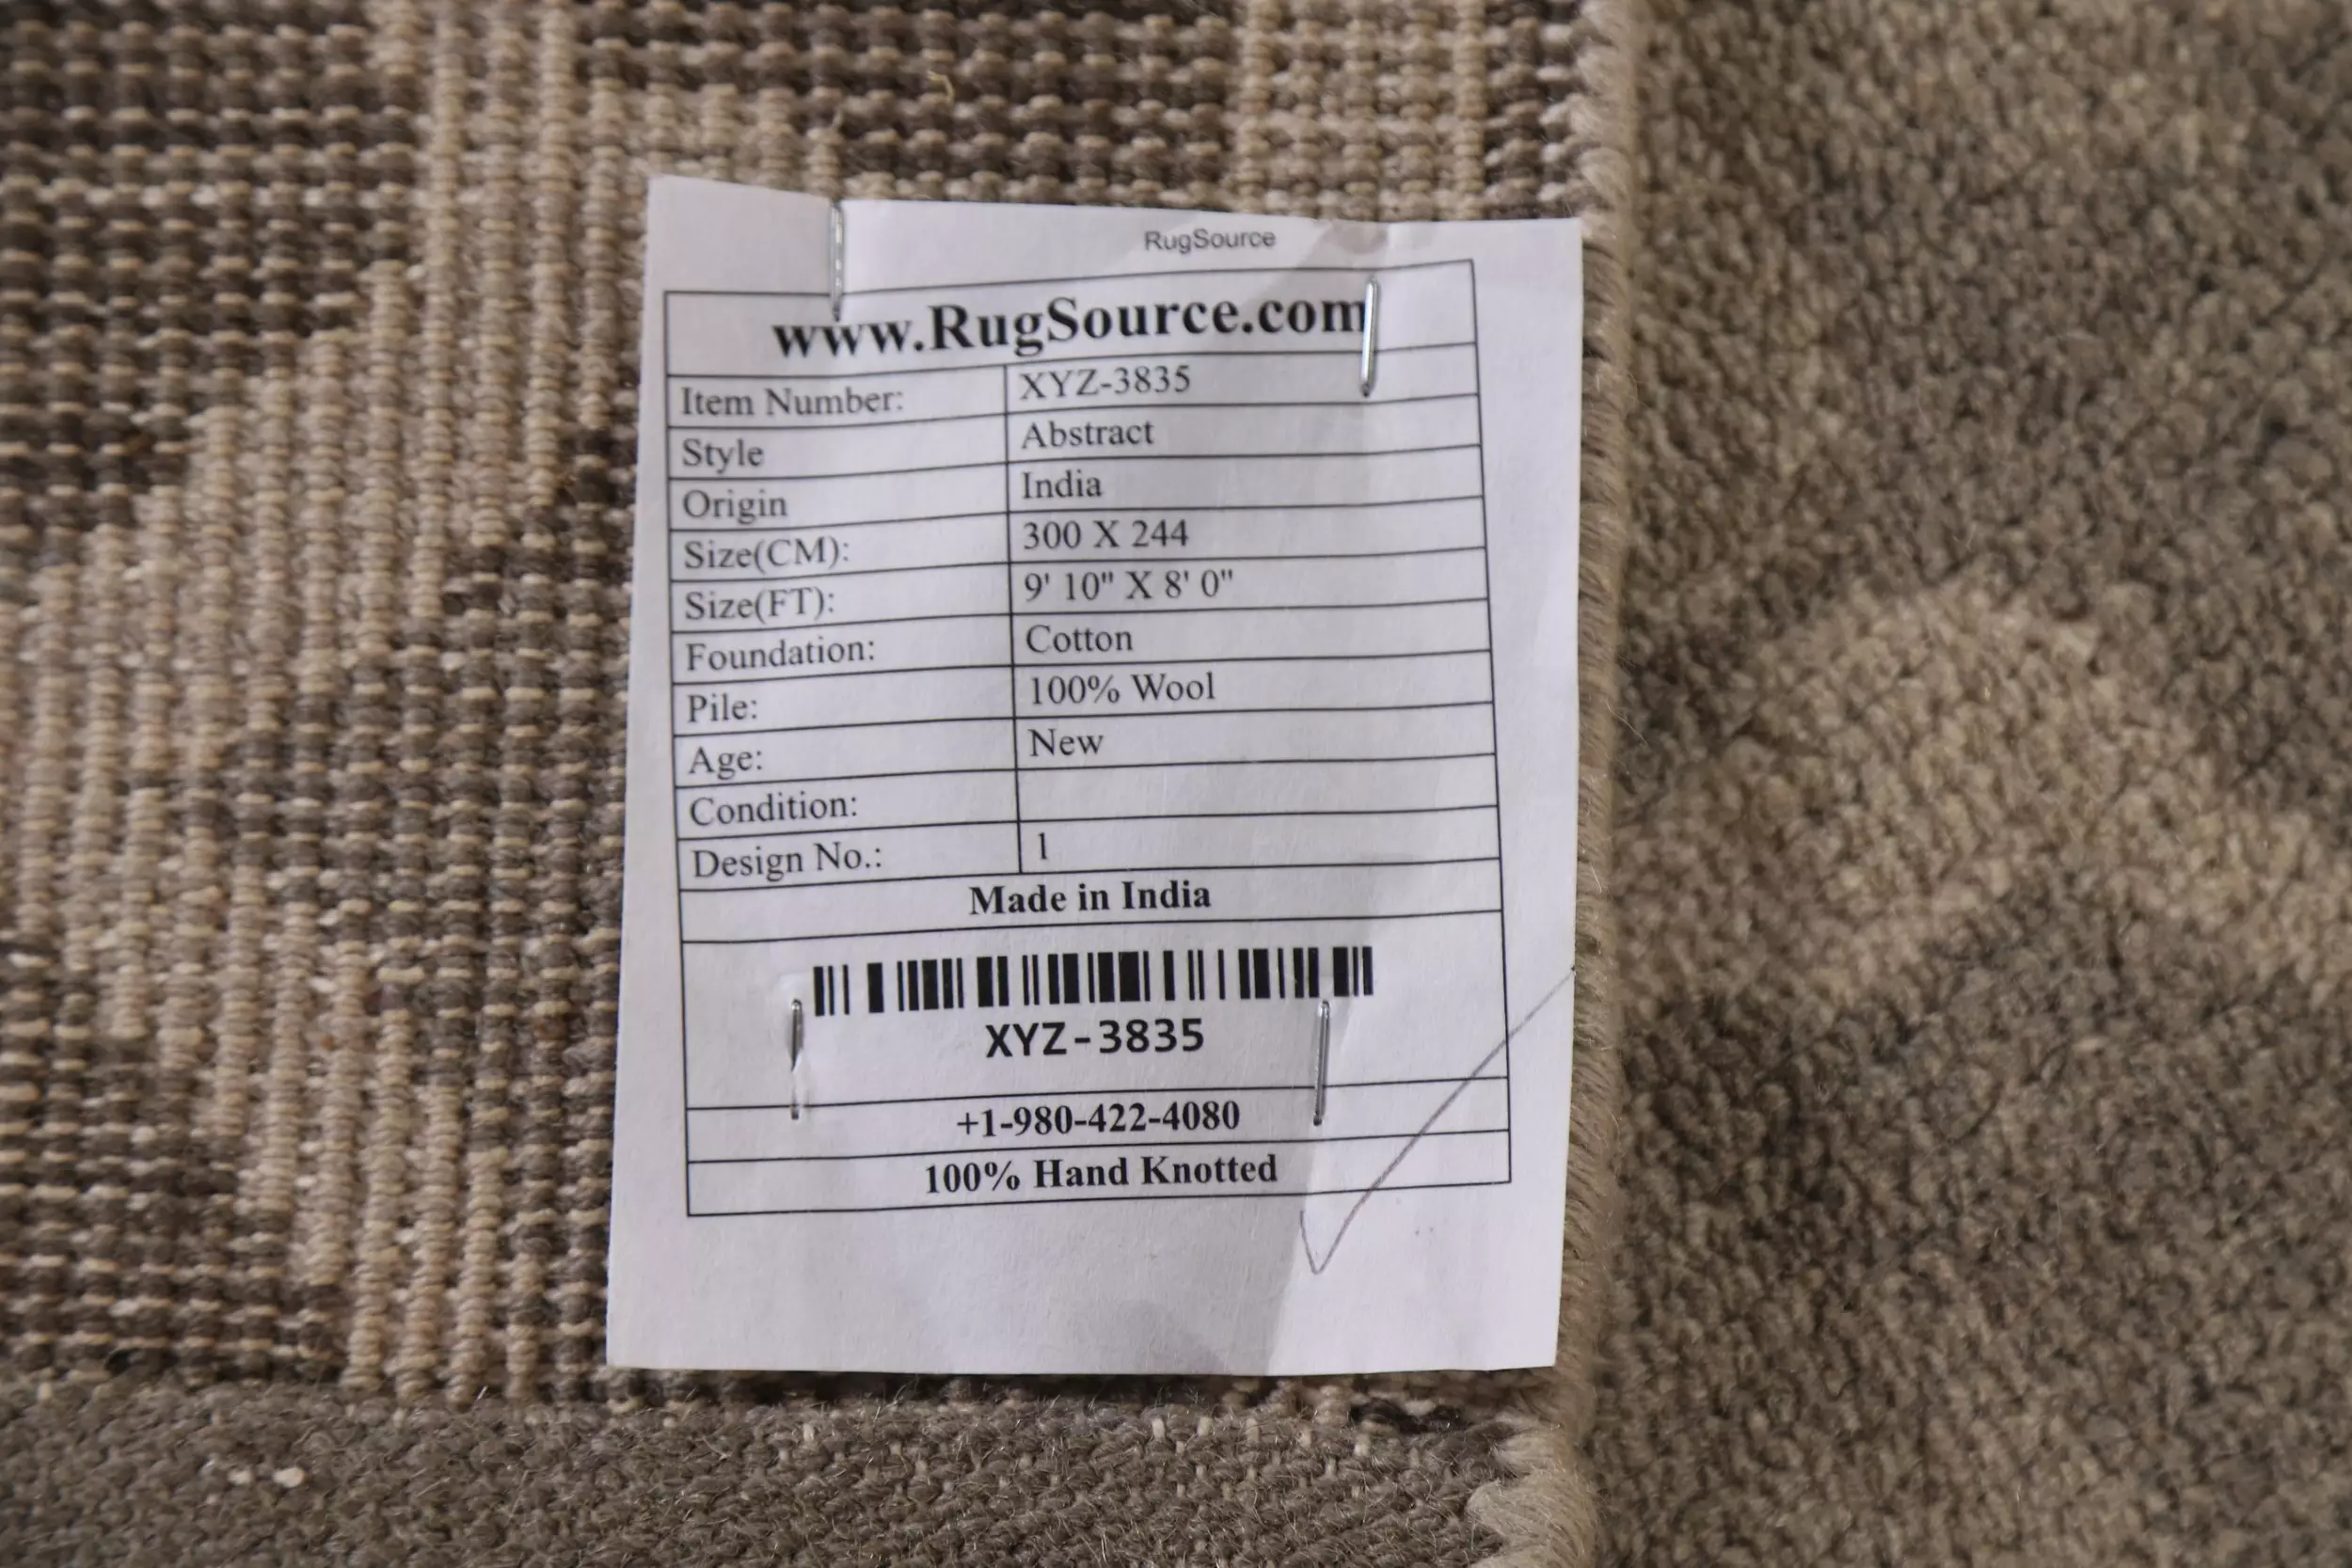 RugSource
www.RugSource.com
Item Number: XYZ-3835
Style Abstract
Origin India
Size(CM): 300 X 244
Size(FT): 9' 10" X 8' 0"
Foundation: Cotton
Pile: 100% Wool
Age: New
Condition:
Design No.: 1
Made in India
XYZ-3835
+1-980-422-4080
100% Hand Knotted